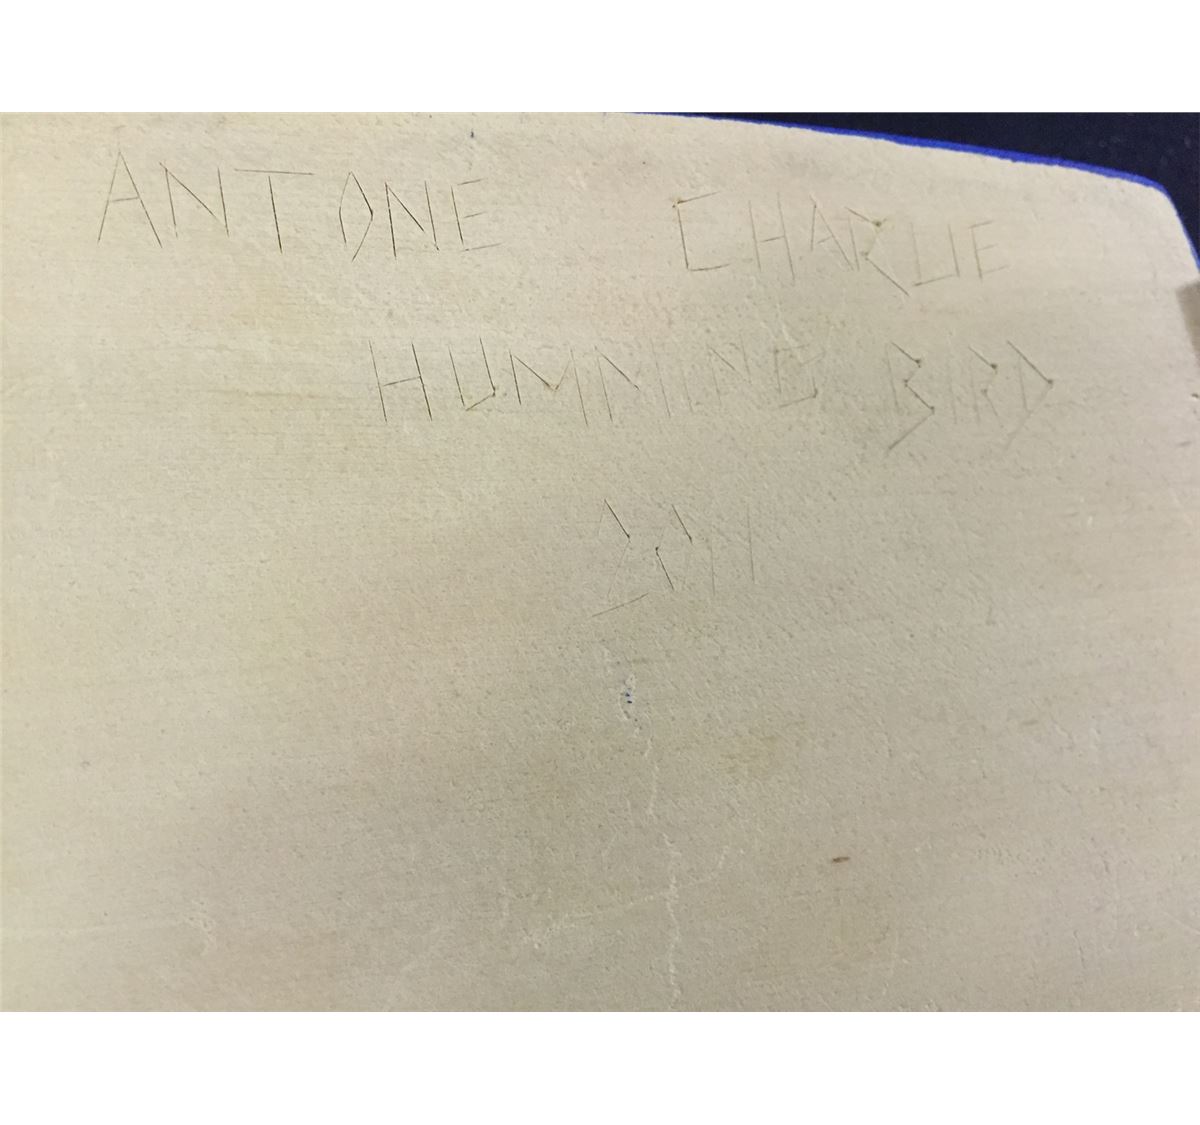 ANTONE CHARLIE
HUMMING BIRD
2011